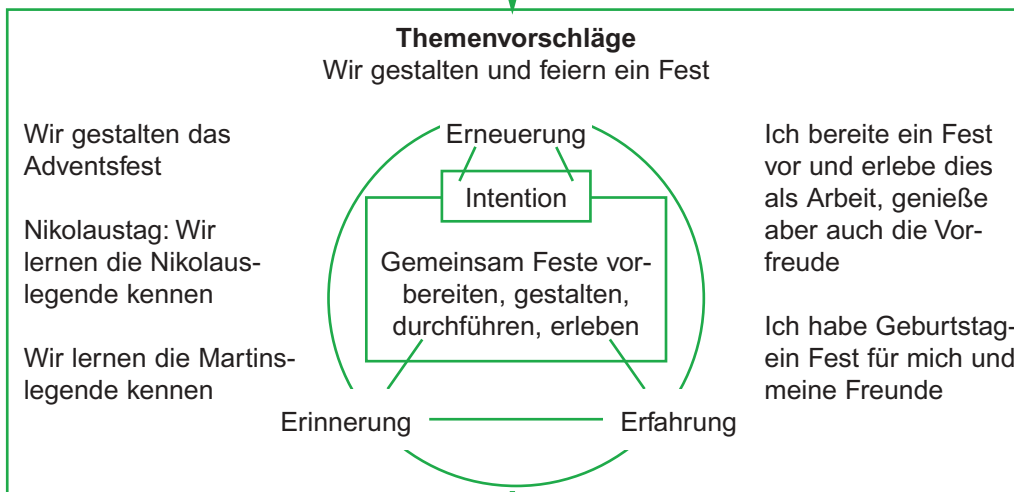 Themenvorschläge
Wir gestalten und feiern ein Fest
Wir gestalten das
Adventsfest
Nikolaustag: Wir
lernen die Nikolaus-
legende kennen
Wir lernen die Martins-
legende kennen
Erneuerung
Intention
Gemeinsam Feste vor-
bereiten, gestalten,
durchführen, erleben
Erinnerung
Erfahrung
Ich bereite ein Fest
vor und erlebe dies
als Arbeit, genieße
aber auch die Vor-
freude
Ich habe Geburtstag-
ein Fest für mich und
meine Freunde